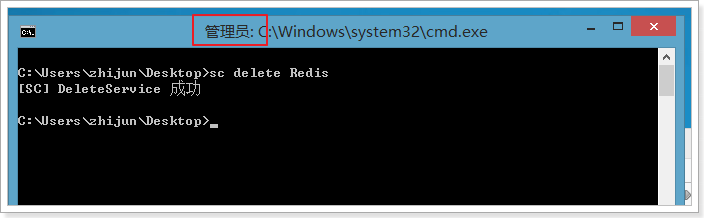 管理员: C:\Windows\system32\cmd.exe
C:\Users\zhijun\Desktop>sc delete Redis
[SC] DeleteService 成功
C:\Users\zhijun\Desktop>_